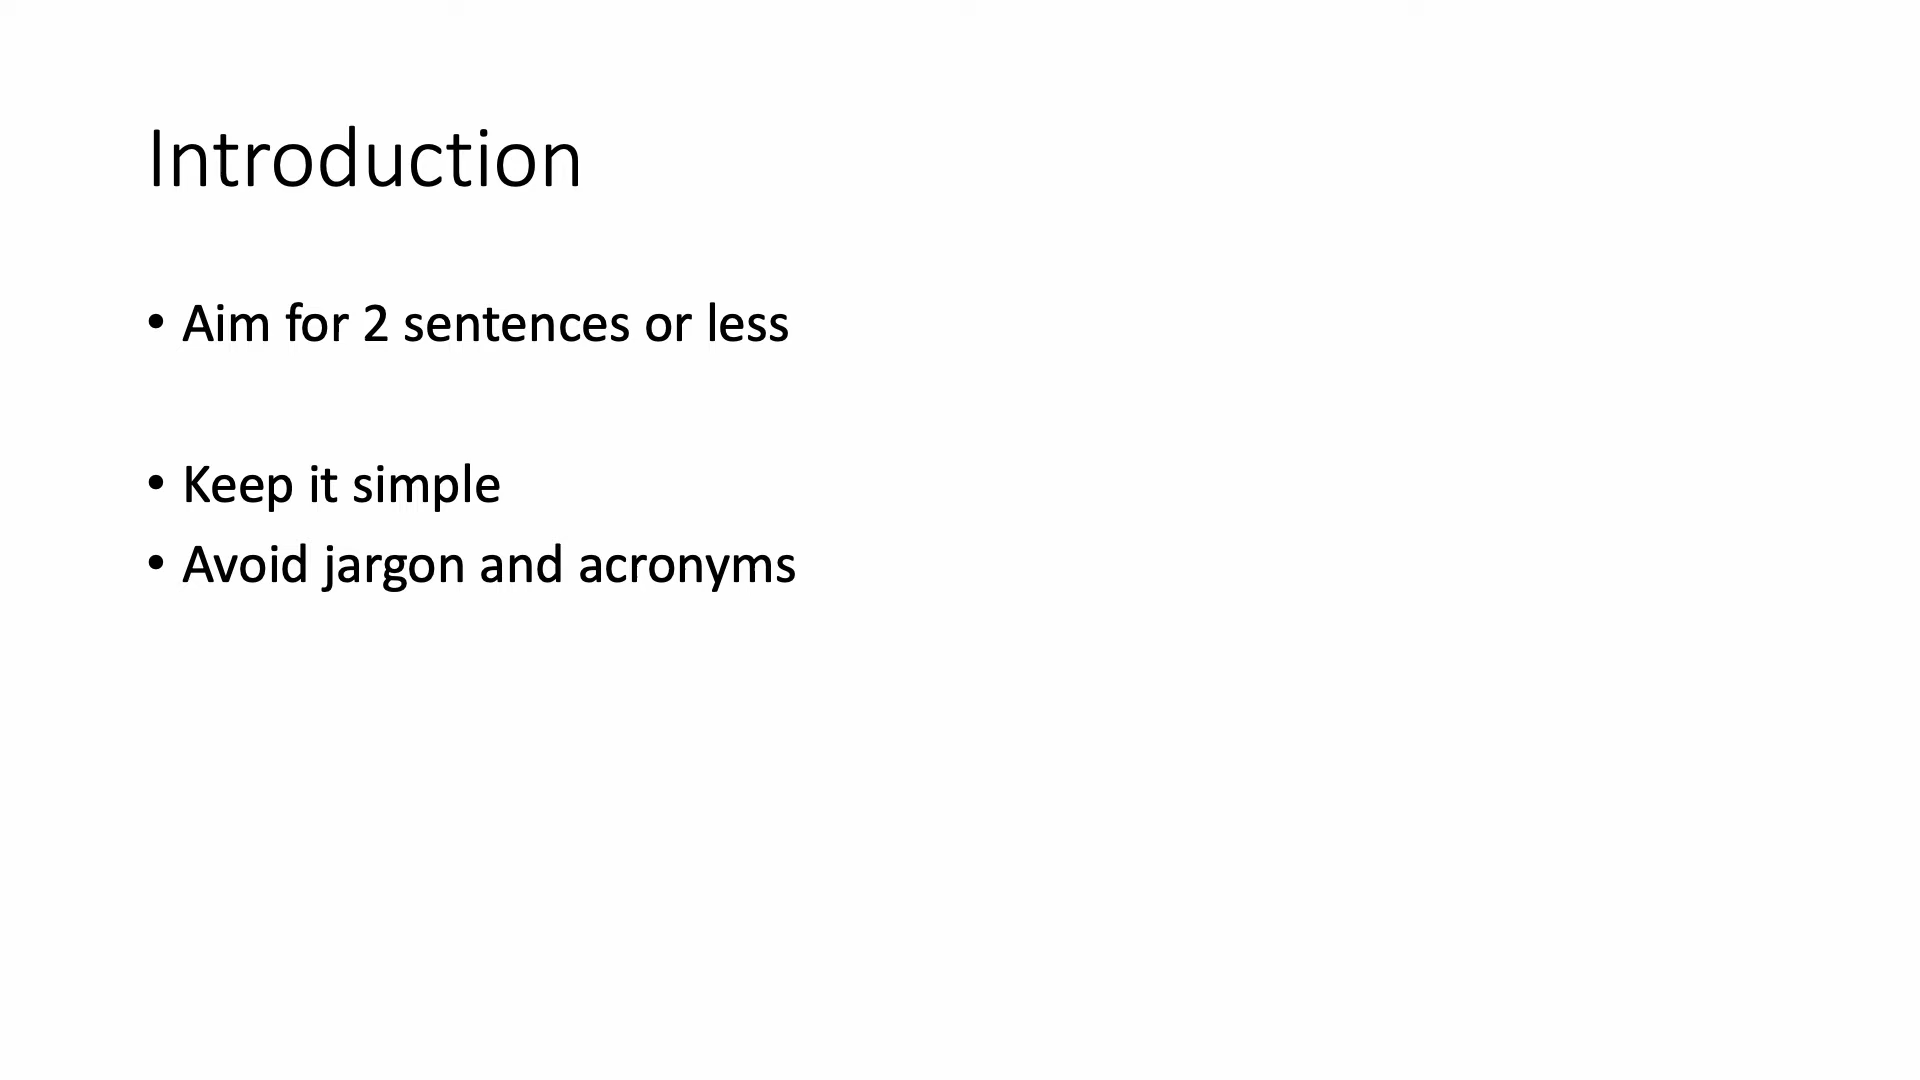 Introduction
• Aim for 2 sentences or less
• Keep it simple
• Avoid jargon and acronyms